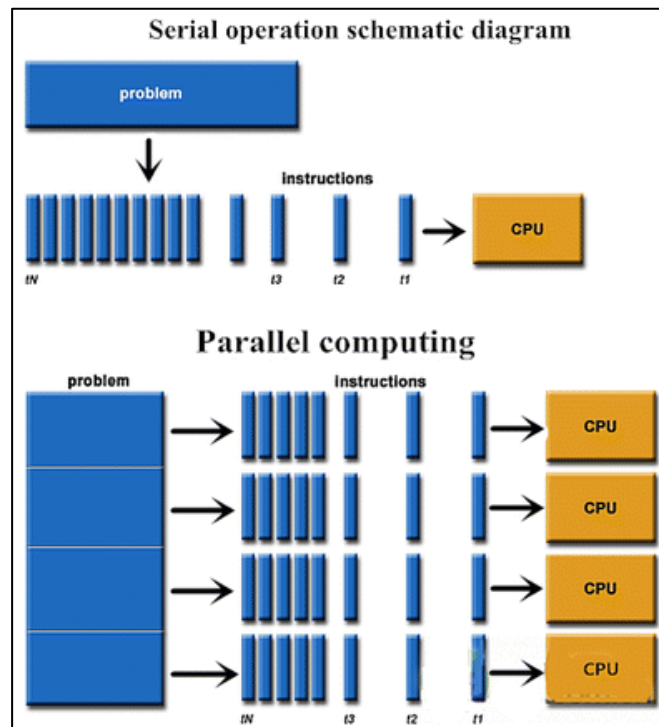 Serial operation schematic diagram
problem
instructions
CPU
tN t3 t2 t1
Parallel computing
problem instructions
CPU
CPU
CPU
CPU
tN t3 t2 t1